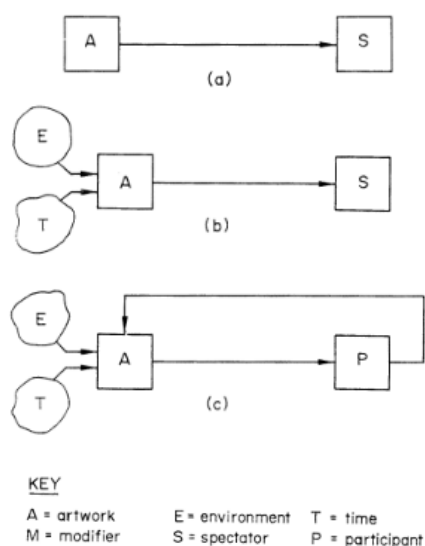 A S
(a)
E
A S
T
(b)
E
A P
T
(c)
KEY
A = artwork E = environment T = time
M = modifier S = spectator P = participant